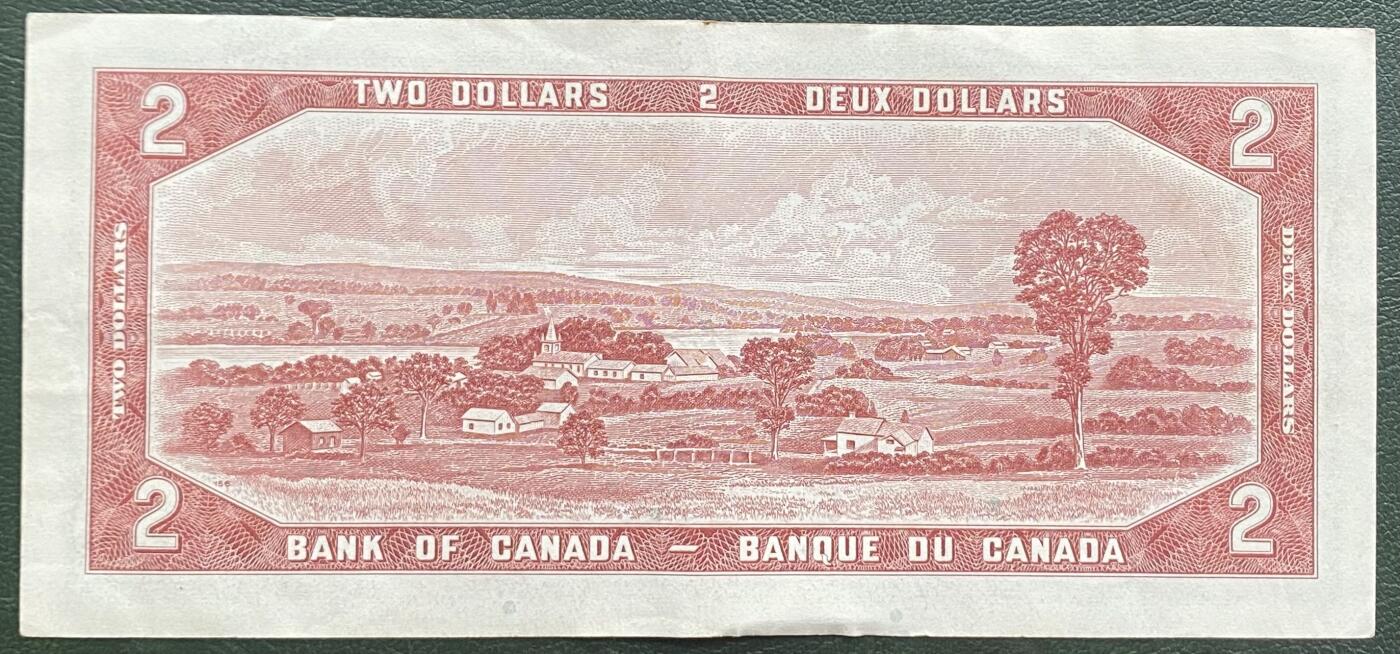 TWO DOLLARS 2 DEUX DOLLARS
2
2
TWO DOLLARS
DEUX DOLLARS
2
2
BANK OF CANADA – BANQUE DU CANADA